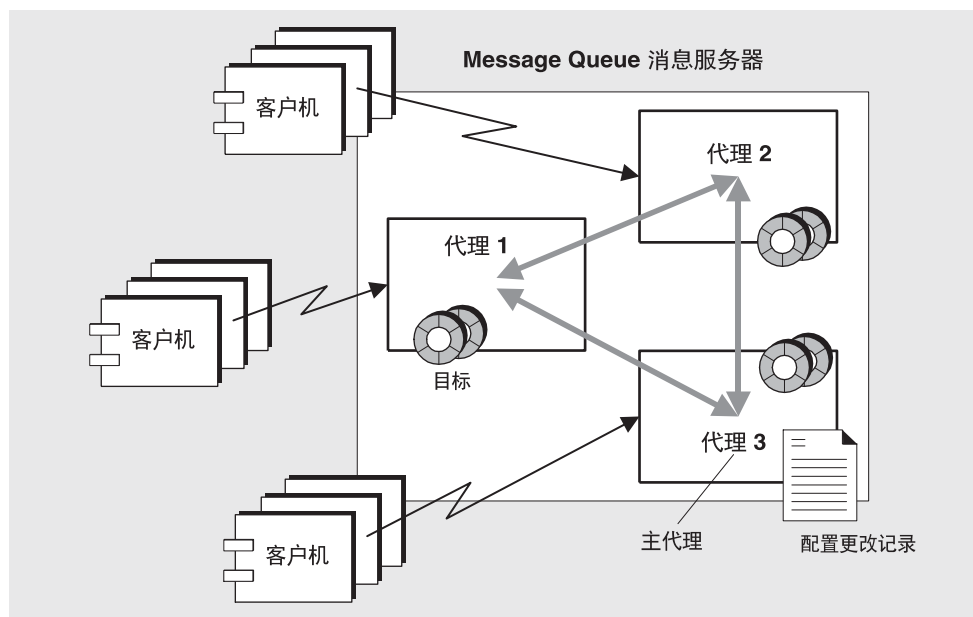 Message Queue 消息服务器
客户机
代理 2
代理 1
客户机
目标
代理 3
客户机
主代理
配置更改记录